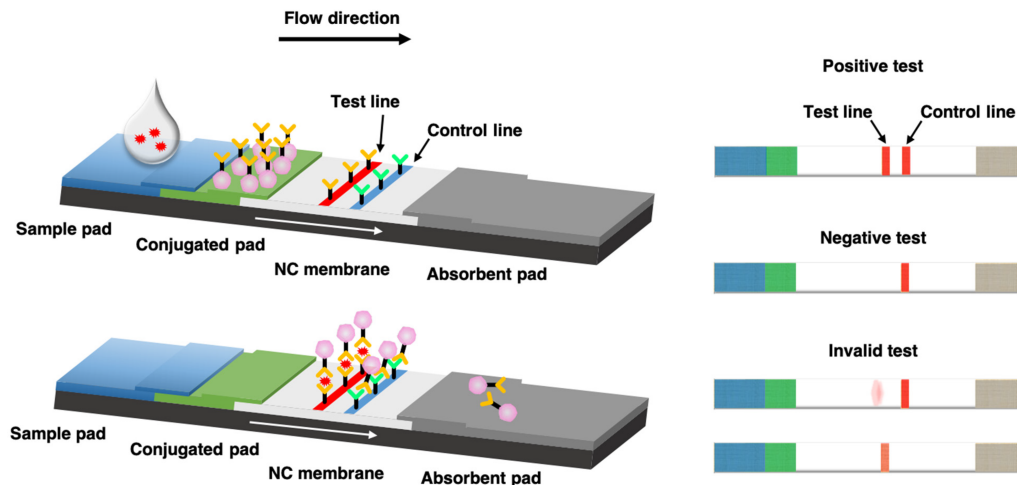 Flow direction
Test line
Control line
Sample pad
Conjugated pad
NC membrane
Absorbent pad
Sample pad
Conjugated pad
NC membrane
Absorbent pad
Positive test
Test line
Control line
Negative test
Invalid test